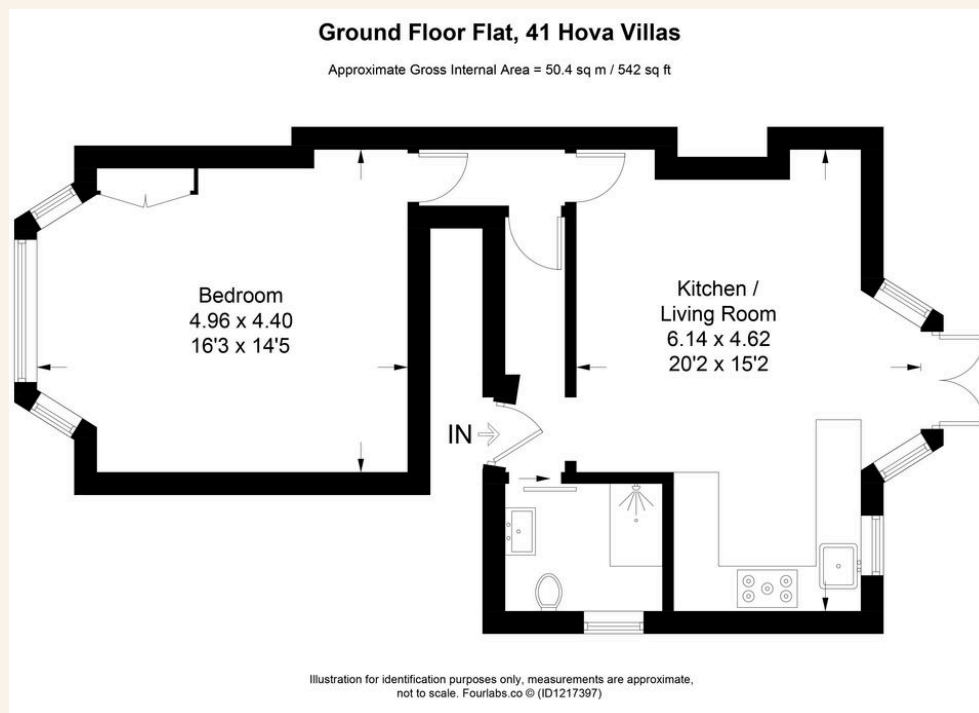 Ground Floor Flat, 41 Hova Villas
Approximate Gross Internal Area = 50.4 sq m / 542 sq ft
Bedroom
4.96 x 4.40
16'3 x 14'5
Kitchen /
Living Room
6.14 x 4.62
20'2 x 15'2
IN
Illustration for identification purposes only, measurements are approximate,
not to scale. Fourlabs.co © (ID1217397)